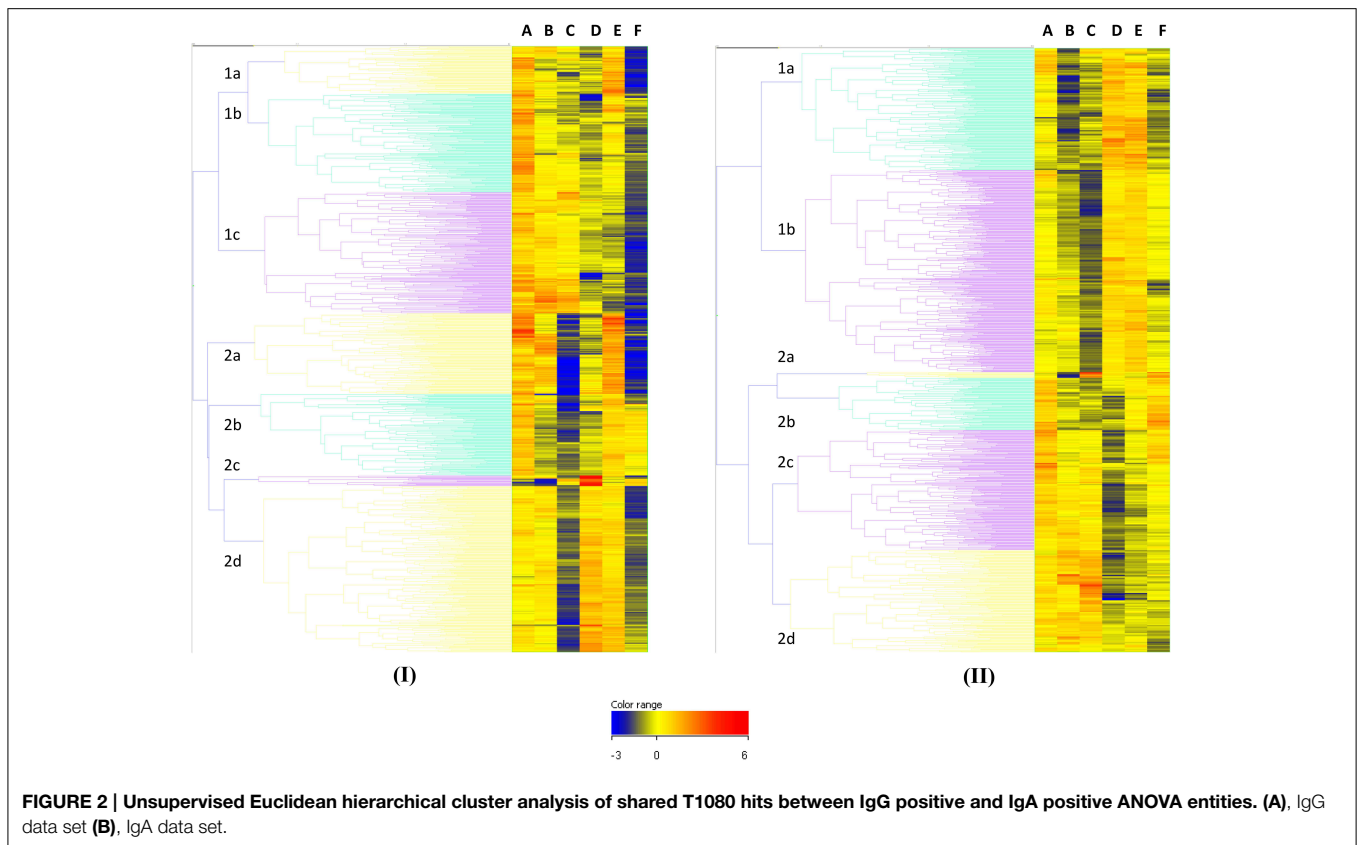 A B C D E F
1a
1b
1c
2a
2b
2c
2d
(I)
A B C D E F
1a
1b
2a
2b
2c
2d
(II)
Color range
-3 0 6
FIGURE 2 | Unsupervised Euclidean hierarchical cluster analysis of shared T1080 hits between IgG positive and IgA positive ANOVA entities. (A), IgG
data set (B), IgA data set.